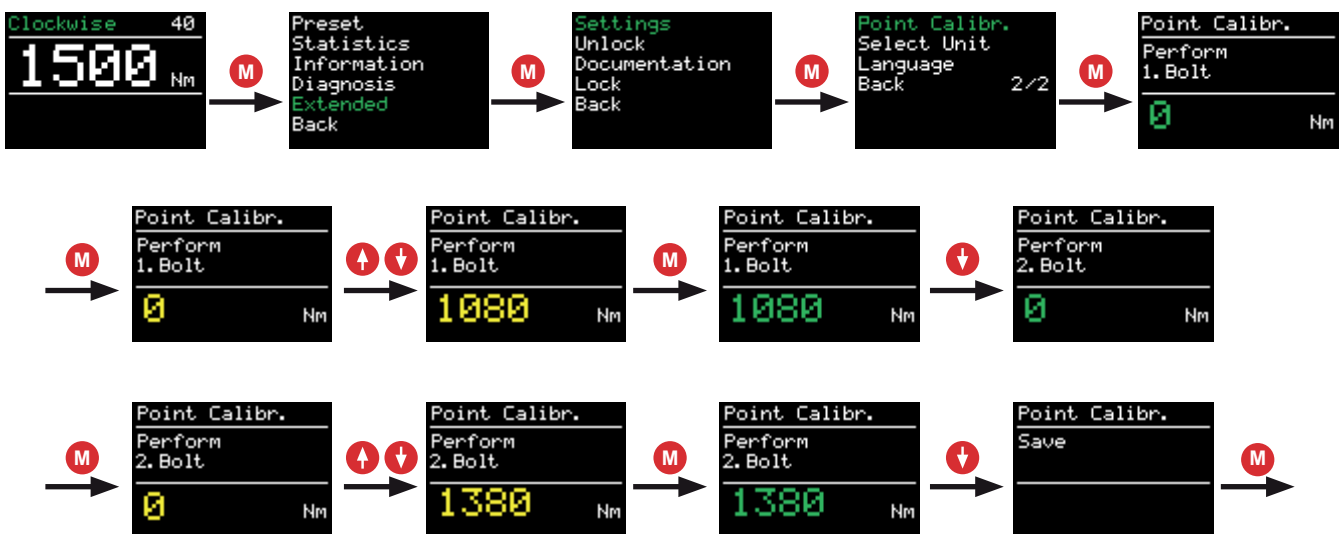 Clockwise 40
1500 Nm
M
Preset
Statistics
Information
Diagnosis
Extended
Back
M
Settings
Unlock
Documentation
Lock
Back
M
Point Calibr.
Select Unit
Language
Back 2/2
M
Point Calibr.
Perform
1. Bolt
0 Nm
M
Point Calibr.
Perform
1. Bolt
0 Nm
Point Calibr.
Perform
1. Bolt
1080 Nm
M
Point Calibr.
Perform
1. Bolt
1080 Nm
Point Calibr.
Perform
2. Bolt
0 Nm
M
Point Calibr.
Perform
2. Bolt
0 Nm
Point Calibr.
Perform
2. Bolt
1380 Nm
M
Point Calibr.
Perform
2. Bolt
1380 Nm
Point Calibr.
Save
M